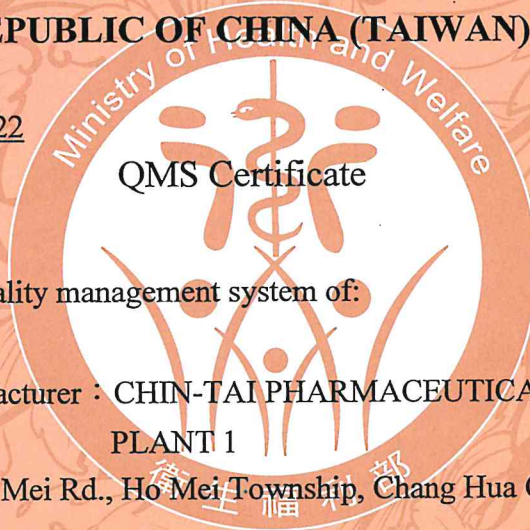 EPUBLIC OF CHINA (TAIWAN)
Ministry of Health and Welfare
22
QMS Certificate
ality management system of:
acturer：CHIN-TAI PHARMACEUTICA
PLANT 1
Mei Rd., Ho Mei Township, Chang Hua
衛生福利部